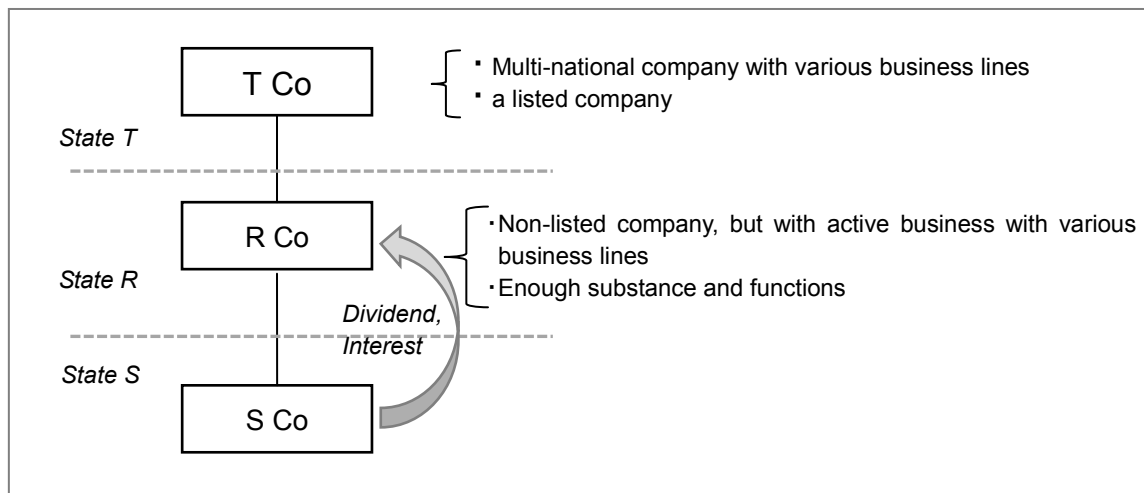 T Co
· Multi-national company with various business lines
· a listed company
State T
R Co
· Non-listed company, but with active business with various
business lines
· Enough substance and functions
State R
Dividend,
Interest
State S
S Co